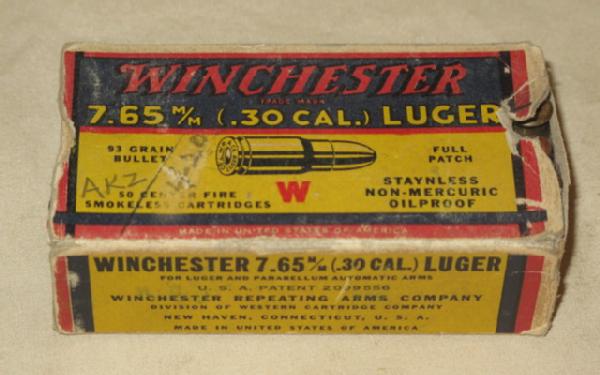 WINCHESTER
TRADE MARK
7.65 M/M (.30 CAL.) LUGER
93 GRAIN
BULLET
FULL
PATCH
AKZ
W
STAYNLESS
NON-MERCURIC
OILPROOF
50 CENTER FIRE
SMOKELESS CARTRIDGES
MADE IN UNITED STATES OF AMERICA
WINCHESTER 7.65 M/M (.30 CAL.) LUGER
FOR LUGER AND PARABELLUM AUTOMATIC ARMS
U. S. A. PATENT 2099556
WINCHESTER REPEATING ARMS COMPANY
DIVISION OF WESTERN CARTRIDGE COMPANY
NEW HAVEN, CONNECTICUT, U. S. A.
MADE IN UNITED STATES OF AMERICA